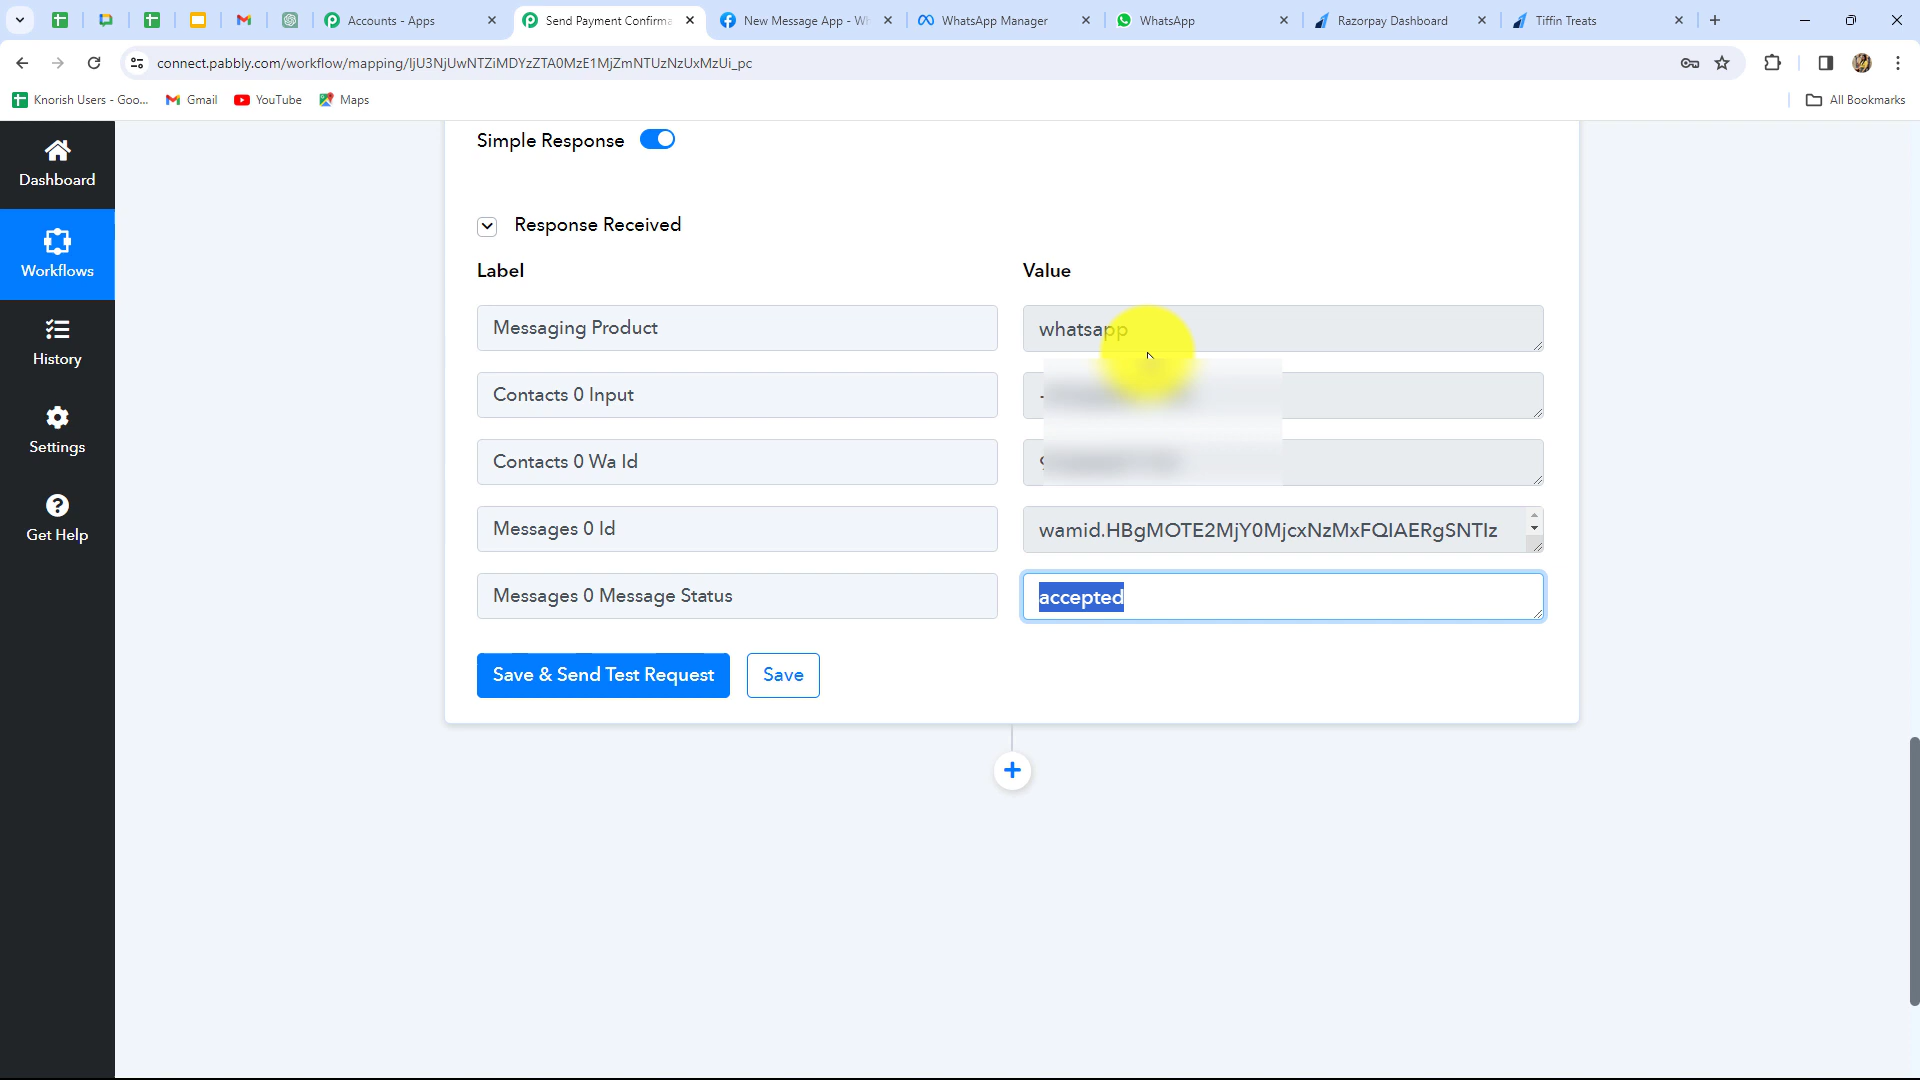 Accounts - Apps
Send Payment Confirma
New Message App - Wh
WhatsApp Manager
WhatsApp
Razorpay Dashboard
Tiffin Treats
connect.pabbly.com/workflow/mapping/IjU3NjUwNTZiMDYzZTA0MzE1MjZmNTUzNzUxMzUi_pc
Knorish Users - Goo...
Gmail
YouTube
Maps
All Bookmarks
Dashboard
Workflows
History
Settings
Get Help
Simple Response
Response Received
Label
Value
Messaging Product
whatsapp
Contacts 0 Input
Contacts 0 Wa Id
Messages 0 Id
wamid.HBgMOTE2MjY0MjcxNzMxFQIAERgSNTIz
Messages 0 Message Status
accepted
Save & Send Test Request
Save